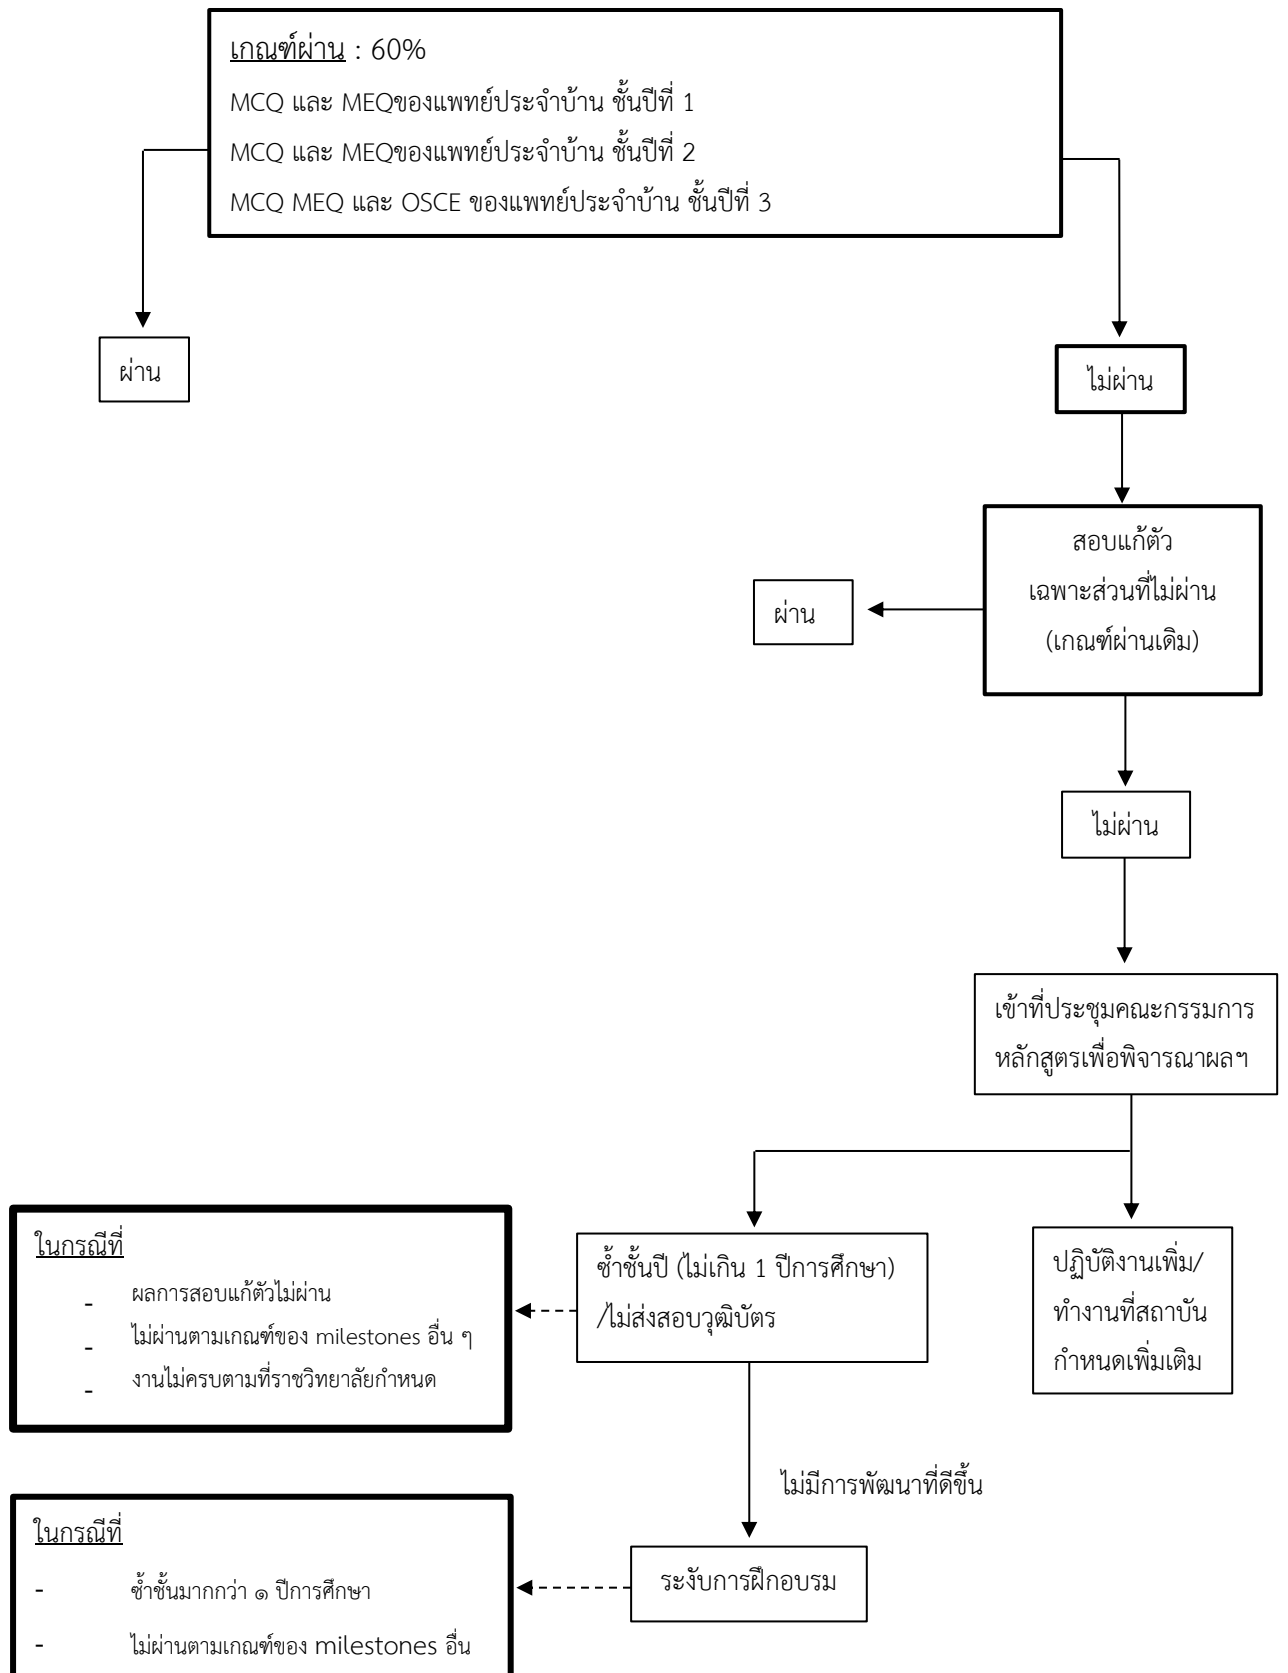 เกณฑ์ผ่าน : 60%
MCQ และ MEQของแพทย์ประจำบ้าน ชั้นปีที่ 1
MCQ และ MEQของแพทย์ประจำบ้าน ชั้นปีที่ 2
MCQ MEQ และ OSCE ของแพทย์ประจำบ้าน ชั้นปีที่ 3
ผ่าน
ไม่ผ่าน
สอบแก้ตัว
เฉพาะส่วนที่ไม่ผ่าน
(เกณฑ์ผ่านเดิม)
ผ่าน
ไม่ผ่าน
เข้าที่ประชุมคณะกรรมการ
หลักสูตรเพื่อพิจารณาผลฯ
ซ้ำชั้นปี (ไม่เกิน 1 ปีการศึกษา)
/ไม่ส่งสอบวุฒิบัตร
ปฏิบัติงานเพิ่ม/
ทำงานที่สถาบัน
กำหนดเพิ่มเติม
ในกรณีที่
- ผลการสอบแก้ตัวไม่ผ่าน
- ไม่ผ่านตามเกณฑ์ของ milestones อื่น ๆ
- งานไม่ครบตามที่ราชวิทยาลัยกำหนด
ไม่มีการพัฒนาที่ดีขึ้น
ระงับการฝึกอบรม
ในกรณีที่
- ซ้ำชั้นมากกว่า ๑ ปีการศึกษา
- ไม่ผ่านตามเกณฑ์ของ milestones อื่น